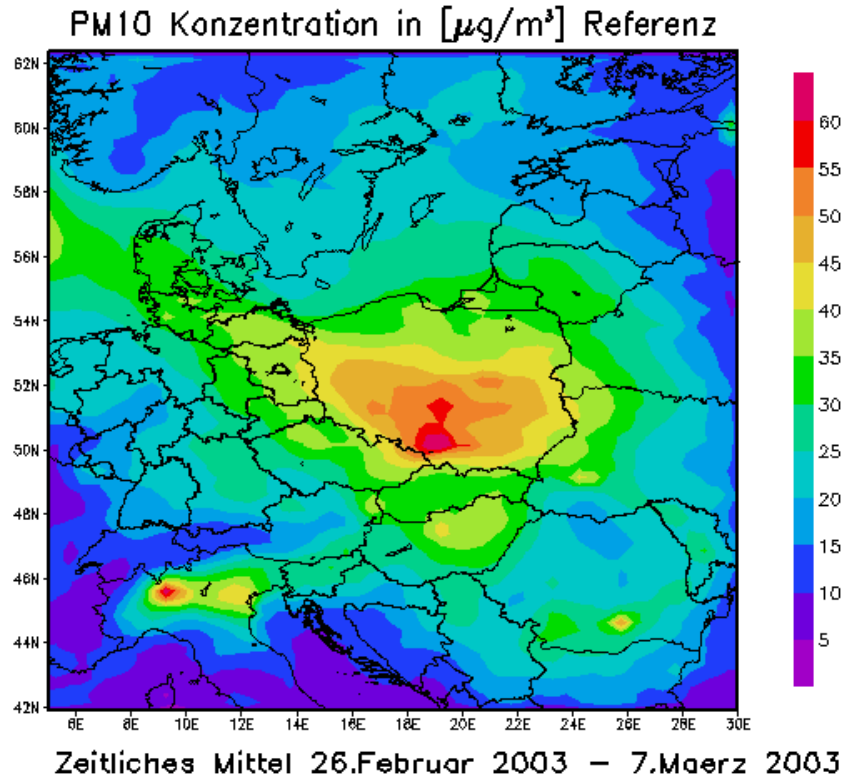 PM10 Konzentration in [µg/m³] Referenz
62N
60N
58N
56N
54N
52N
50N
48N
46N
44N
42N
6E 8E 10E 12E 14E 16E 18E 20E 22E 24E 26E 28E 30E
60
55
50
45
40
35
30
25
20
15
10
5
Zeitliches Mittel 26.Februar 2003 – 7.Maerz 2003